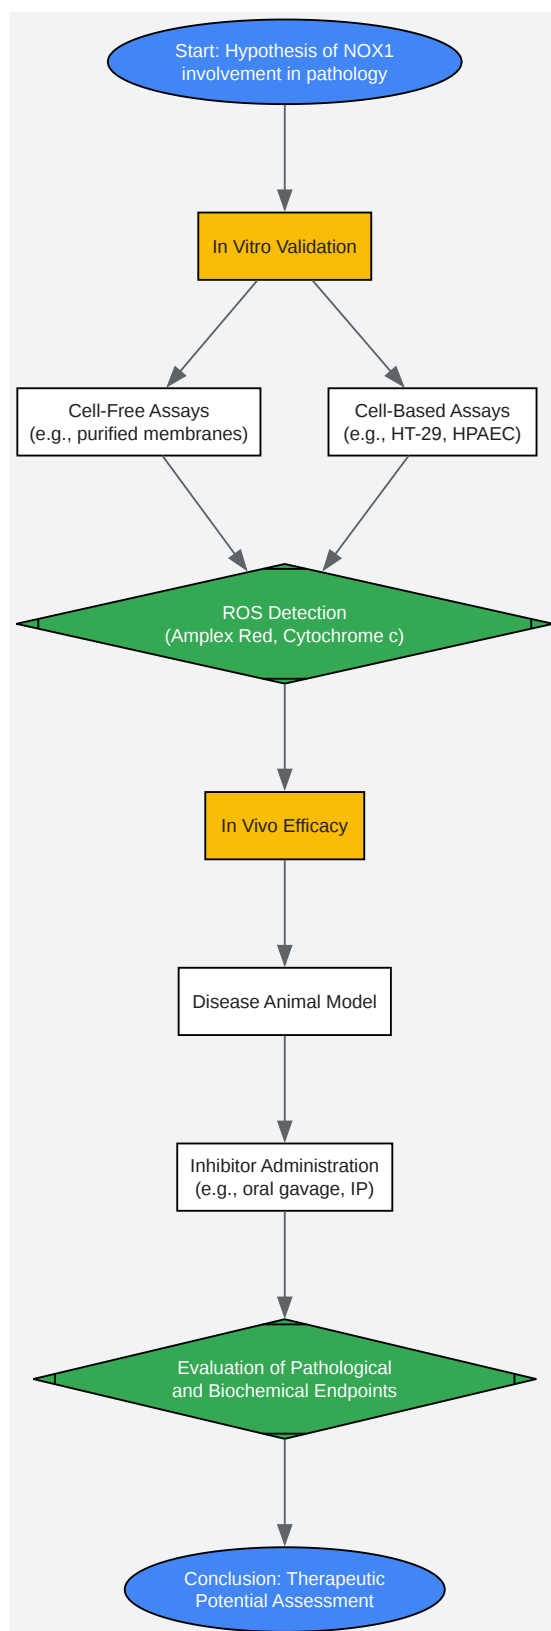 Start: Hypothesis of NOX1
involvement in pathology
In Vitro Validation
Cell-Free Assays
(e.g., purified membranes)
Cell-Based Assays
(e.g., HT-29, HPAEC)
ROS Detection
(Amplex Red, Cytochrome c)
In Vivo Efficacy
Disease Animal Model
Inhibitor Administration
(e.g., oral gavage, IP)
Evaluation of Pathological
and Biochemical Endpoints
Conclusion: Therapeutic
Potential Assessment